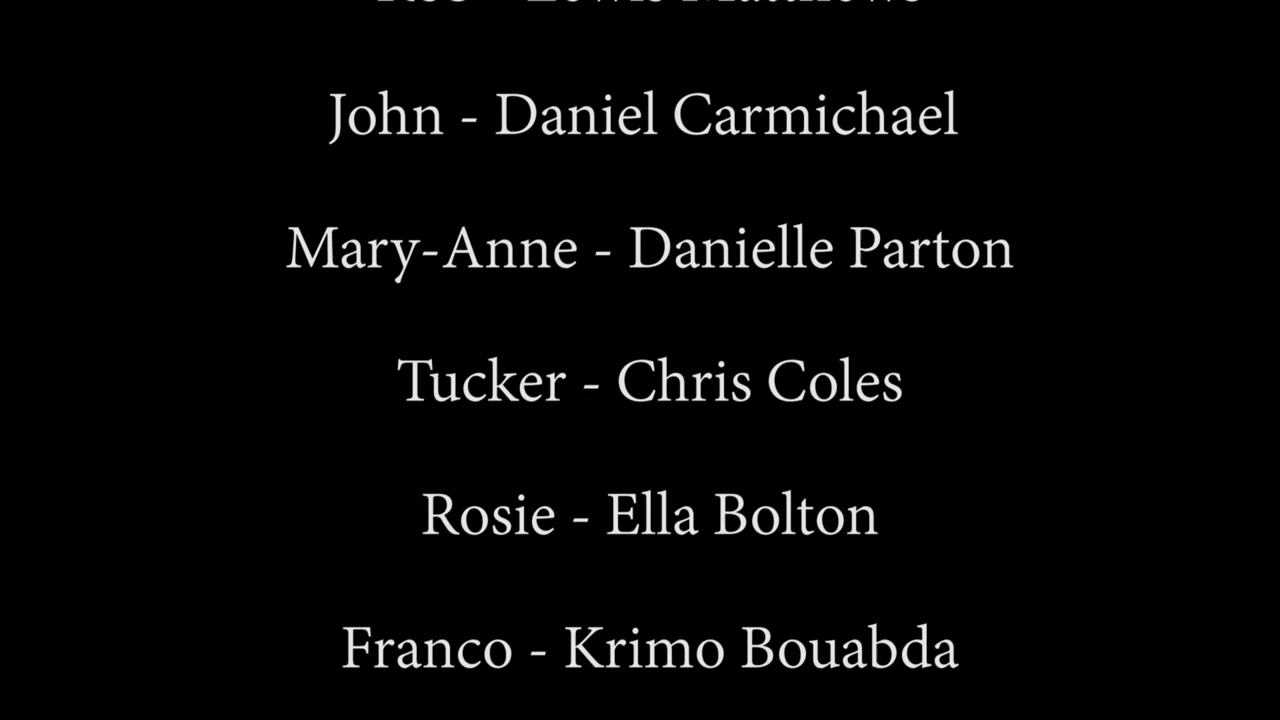 John - Daniel Carmichael
Mary-Anne - Danielle Parton
Tucker - Chris Coles
Rosie - Ella Bolton
Franco - Krimo Bouabda